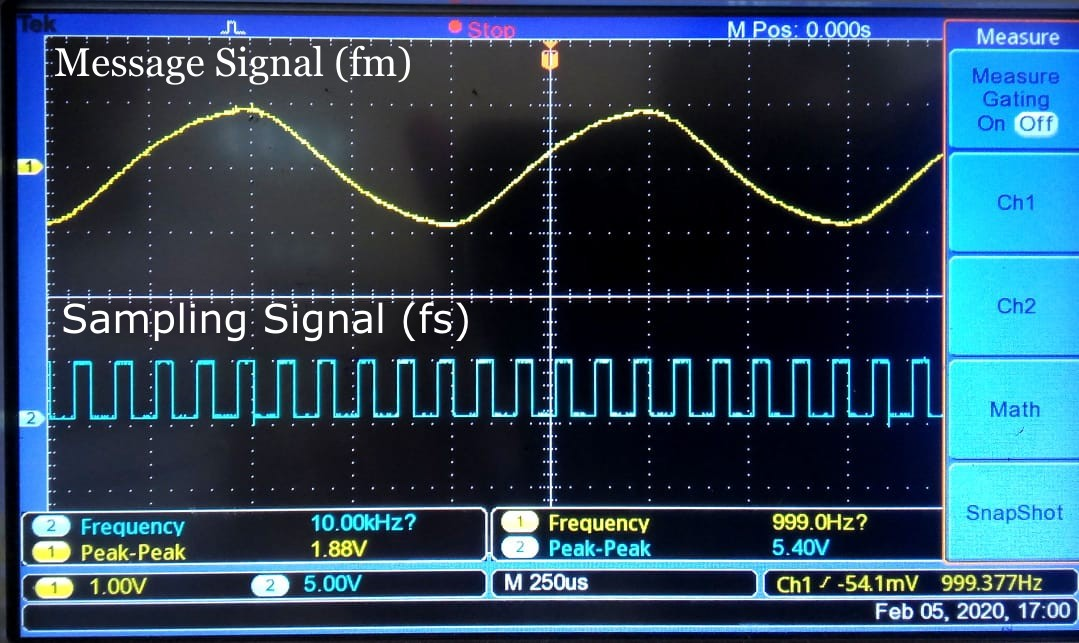 Tek Stop M Pos: 0.000s Measure
Message Signal (fm)
T
Measure
Gating
On Off
1
Ch1
Ch2
Sampling Signal (fs)
2
Math
SnapShot
2 Frequency 10.00kHz? 1 Frequency 999.0Hz?
1 Peak-Peak 1.88V 2 Peak-Peak 5.40V
1 1.00V 2 5.00V M 250us Ch1 -54.1mV 999.377Hz
Feb 05, 2020, 17:00